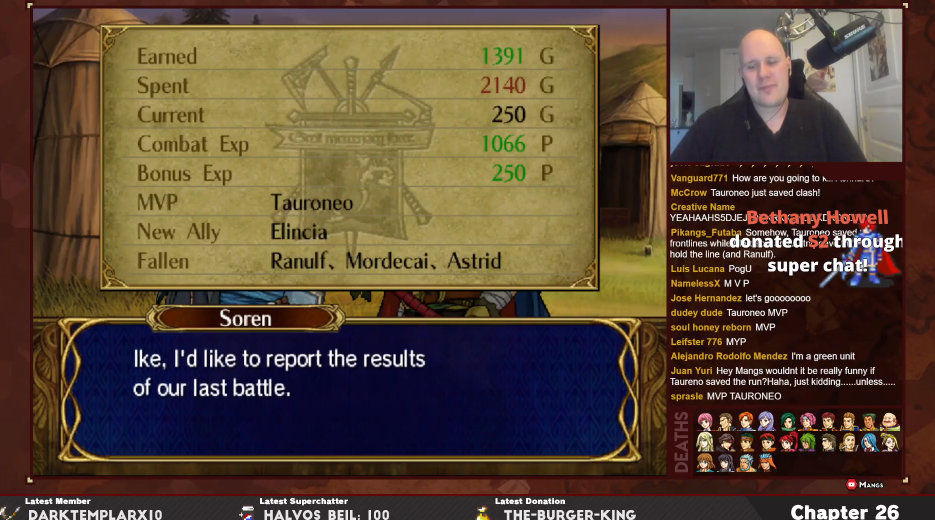 Earned 1391 G
Spent 2140 G
Current 250 G
Combat Exp 1066 P
Bonus Exp 250 P
MVP Tauroneo
New Ally Elincia
Fallen Ranulf、Mordecai、Astrid
Soren
Ike, I'd like to report the results
of our last battle.
SHURE
Vanguard771 How are you going to
McCrow Tauroneo just saved clash!
Creative Name
Bethany Howell
donated $2 through
super chat!
Pikangs_Futaba Somehow, Tauroneo saved
frontlines while
hold the line (and Ranulf).
Luis Lucana PogU
NamelessX M V P
Jose Hernandez let's goooooooo
dudey dude Tauroneo MVP
soul honey reborn MVP
Leifster 776 MYP
Alejandro Rodolfo Mendez I'm a green unit
Juan Yuri Hey Mangs wouldnt it be really funny if
Taureno saved the run?Haha, just kidding......unless.....
sprasle MVP TAURONEO
DEATHS
MANGS
Latest Member
DARKTEMPLARX10
Latest Superchatter
HALVOS BEIL: 100
Latest Donation
THE-BURGER-KING
Chapter 26